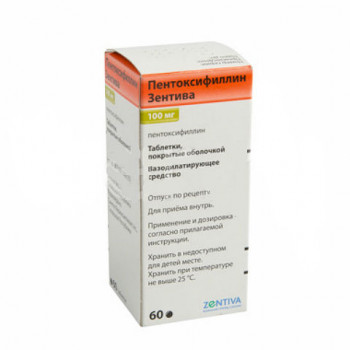 Пентоксифиллин
Зентива
100 мг
пентоксифиллин
Таблетки,
покрытые оболочкой
Вазодилатирующее
средство
Отпуск по рецепту
Для приёма внутрь.
Применение и дозировка
согласно прилагаемой
инструкции.
Хранить в недоступном
для детей месте.
Хранить при температуре
не выше 25 °C.
60
ZENTIVA